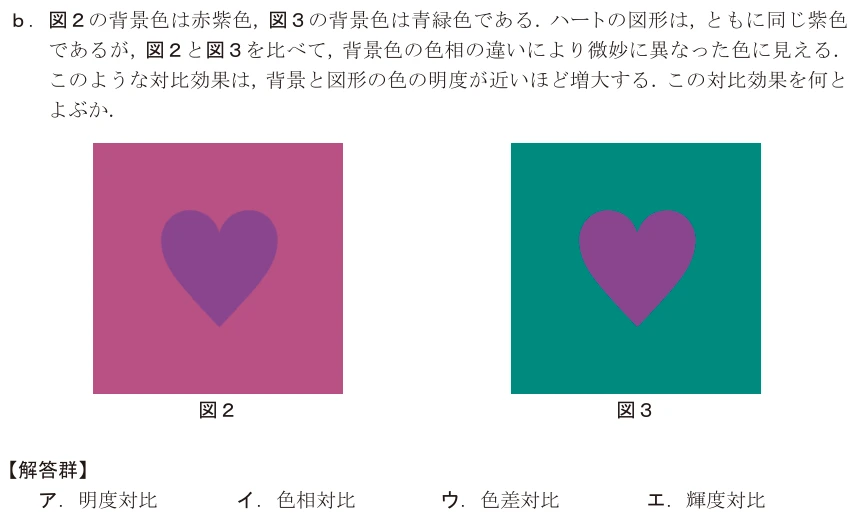 b．図２の背景色は赤紫色，図３の背景色は青緑色である．ハートの図形は，ともに同じ紫色
であるが，図２と図３を比べて，背景色の色相の違いにより微妙に異なった色に見える．
このような対比効果は，背景と図形の色の明度が近いほど増大する．この対比効果を何と
よぶか．
図２ 図３
【解答群】
ア．明度対比 イ．色相対比 ウ．色差対比 エ．輝度対比